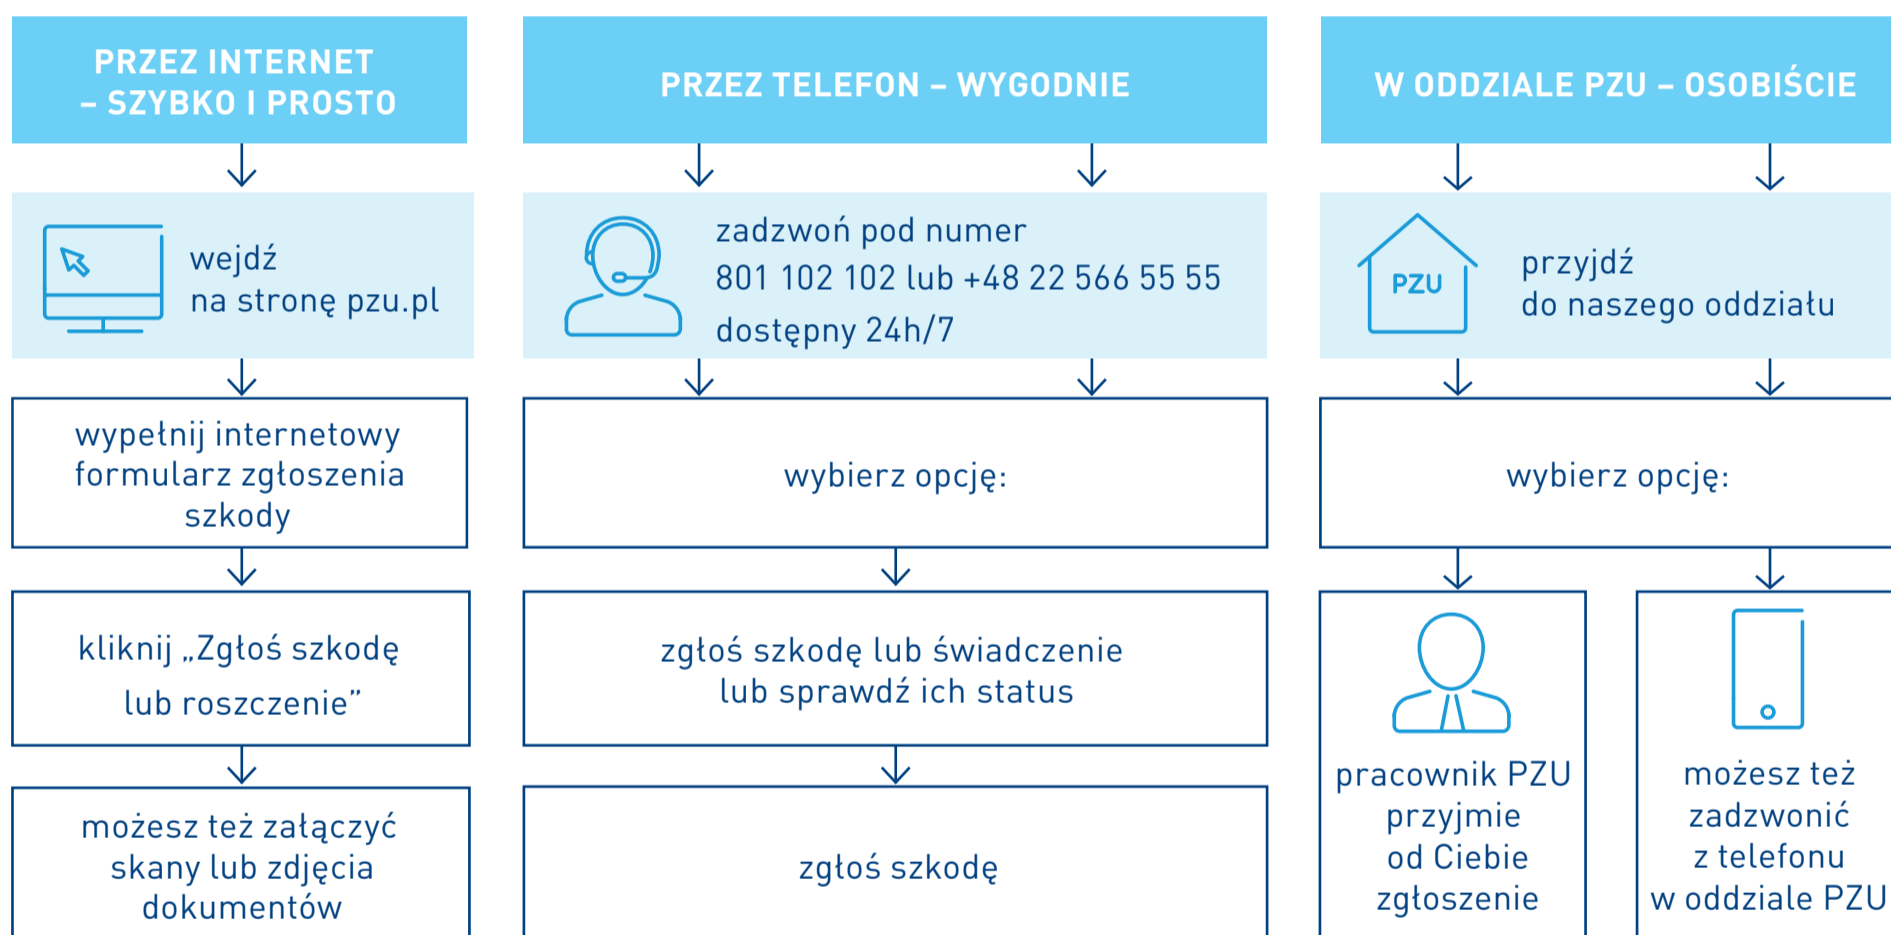 PRZEZ INTERNET
– SZYBKO I PROSTO
wejdź
na stronę pzu.pl
wypełnij internetowy
formularz zgłoszenia
szkody
kliknij „Zgłoś szkodę
lub roszczenie”
możesz też załączyć
skany lub zdjęcia
dokumentów
PRZEZ TELEFON – WYGODNIE
zadzwoń pod numer
801 102 102 lub +48 22 566 55 55
dostępny 24h/7
wybierz opcję:
zgłoś szkodę lub świadczenie
lub sprawdź ich status
zgłoś szkodę
W ODDZIALE PZU – OSOBIŚCIE
PZU
przyjdź
do naszego oddziału
wybierz opcję:
pracownik PZU
przyjmie
od Ciebie
zgłoszenie
możesz też
zadzwonić
z telefonu
w oddziale PZU